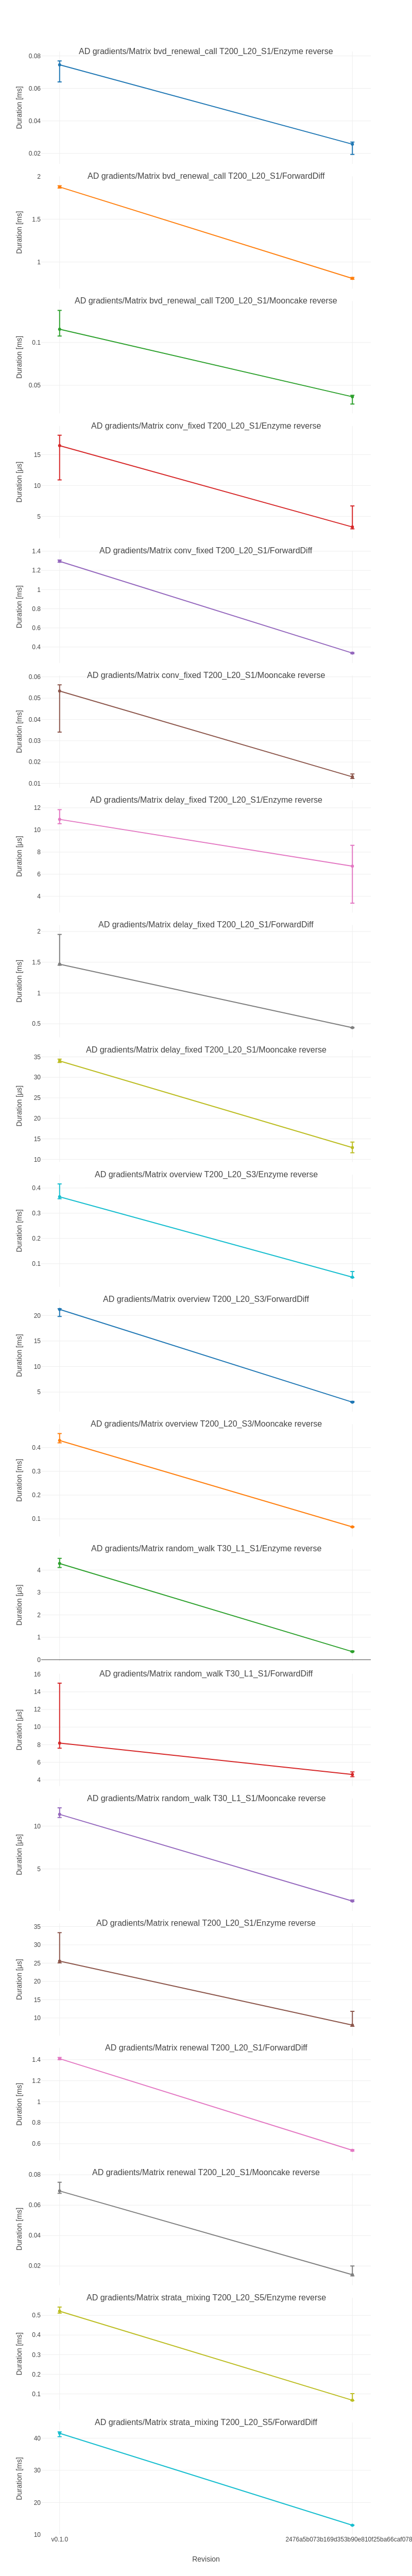 AD gradients/Matrix bvd_renewal_call T200_L20_S1/Enzyme reverse
0.08
0.06
0.04
0.02
Duration [ms]
AD gradients/Matrix bvd_renewal_call T200_L20_S1/ForwardDiff
2
1.5
1
Duration [ms]
AD gradients/Matrix bvd_renewal_call T200_L20_S1/Mooncake reverse
0.1
0.05
Duration [ms]
AD gradients/Matrix conv_fixed T200_L20_S1/Enzyme reverse
15
10
5
Duration [μs]
AD gradients/Matrix conv_fixed T200_L20_S1/ForwardDiff
1.4
1.2
1
0.8
0.6
0.4
Duration [ms]
AD gradients/Matrix conv_fixed T200_L20_S1/Mooncake reverse
0.06
0.05
0.04
0.03
0.02
0.01
Duration [ms]
AD gradients/Matrix delay_fixed T200_L20_S1/Enzyme reverse
12
10
8
6
4
Duration [μs]
AD gradients/Matrix delay_fixed T200_L20_S1/ForwardDiff
2
1.5
1
0.5
Duration [ms]
AD gradients/Matrix delay_fixed T200_L20_S1/Mooncake reverse
35
30
25
20
15
10
Duration [μs]
AD gradients/Matrix overview T200_L20_S3/Enzyme reverse
0.4
0.3
0.2
0.1
Duration [ms]
AD gradients/Matrix overview T200_L20_S3/ForwardDiff
20
15
10
5
Duration [ms]
AD gradients/Matrix overview T200_L20_S3/Mooncake reverse
0.4
0.3
0.2
0.1
Duration [ms]
AD gradients/Matrix random_walk T30_L1_S1/Enzyme reverse
4
3
2
1
0
Duration [μs]
AD gradients/Matrix random_walk T30_L1_S1/ForwardDiff
16
14
12
10
8
6
4
Duration [μs]
AD gradients/Matrix random_walk T30_L1_S1/Mooncake reverse
10
5
Duration [μs]
AD gradients/Matrix renewal T200_L20_S1/Enzyme reverse
35
30
25
20
15
10
Duration [μs]
AD gradients/Matrix renewal T200_L20_S1/ForwardDiff
1.4
1.2
1
0.8
0.6
Duration [ms]
AD gradients/Matrix renewal T200_L20_S1/Mooncake reverse
0.08
0.06
0.04
0.02
Duration [ms]
AD gradients/Matrix strata_mixing T200_L20_S5/Enzyme reverse
0.5
0.4
0.3
0.2
0.1
Duration [ms]
AD gradients/Matrix strata_mixing T200_L20_S5/ForwardDiff
40
30
20
10
Duration [ms]
v0.1.0
2476a5b073b169d353b90e810f25ba66caf078
Revision